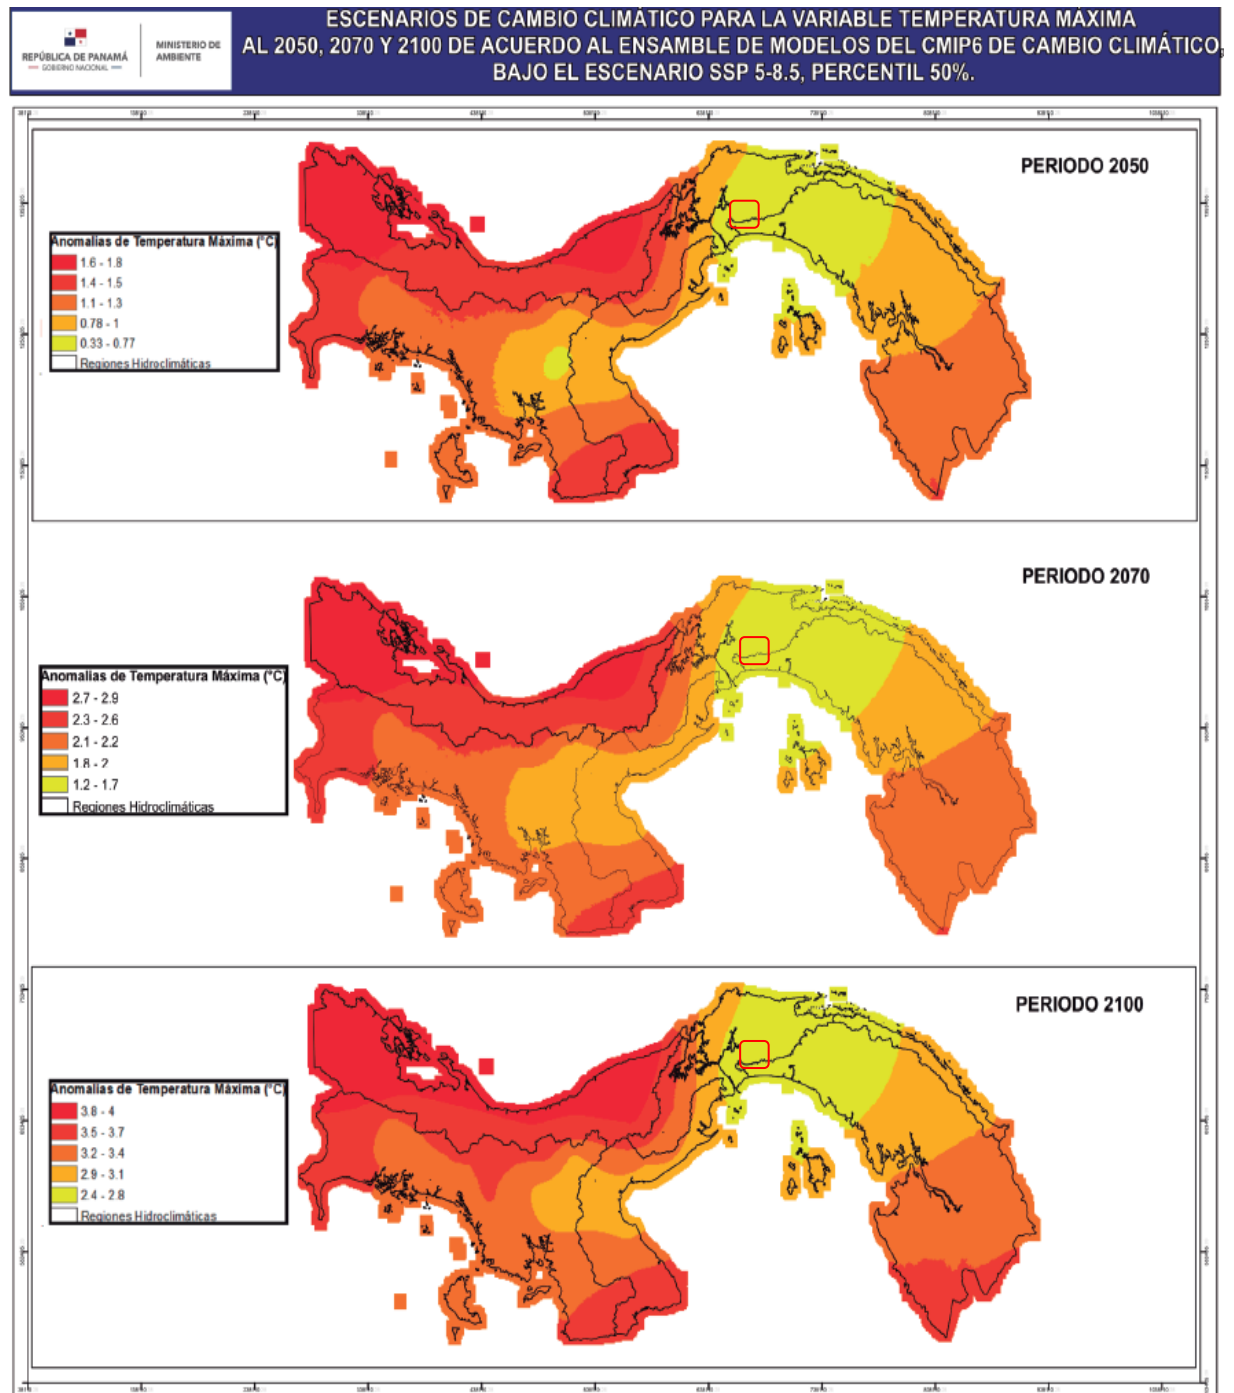 REPÚBLICA DE PANAMÁ
— GOBIERNO NACIONAL —
MINISTERIO DE
AMBIENTE
ESCENARIOS DE CAMBIO CLIMÁTICO PARA LA VARIABLE TEMPERATURA MÁXIMA
AL 2050, 2070 Y 2100 DE ACUERDO AL ENSAMBLE DE MODELOS DEL CMIP6 DE CAMBIO CLIMÁTICO,
BAJO EL ESCENARIO SSP 5-8.5, PERCENTIL 50%.
PERIODO 2050
Anomalias de Temperatura Máxima (°C)
1.6 - 1.8
1.4 - 1.5
1.1 - 1.3
0.78 - 1
0.33 - 0.77
Regiones Hidroclimáticas
PERIODO 2070
Anomalias de Temperatura Máxima (°C)
2.7 - 2.9
2.3 - 2.6
2.1 - 2.2
1.8 - 2
1.2 - 1.7
Regiones Hidroclimáticas
PERIODO 2100
Anomalias de Temperatura Máxima (°C)
3.8 - 4
3.5 - 3.7
3.2 - 3.4
2.9 - 3.1
2.4 - 2.8
Regiones Hidroclimáticas